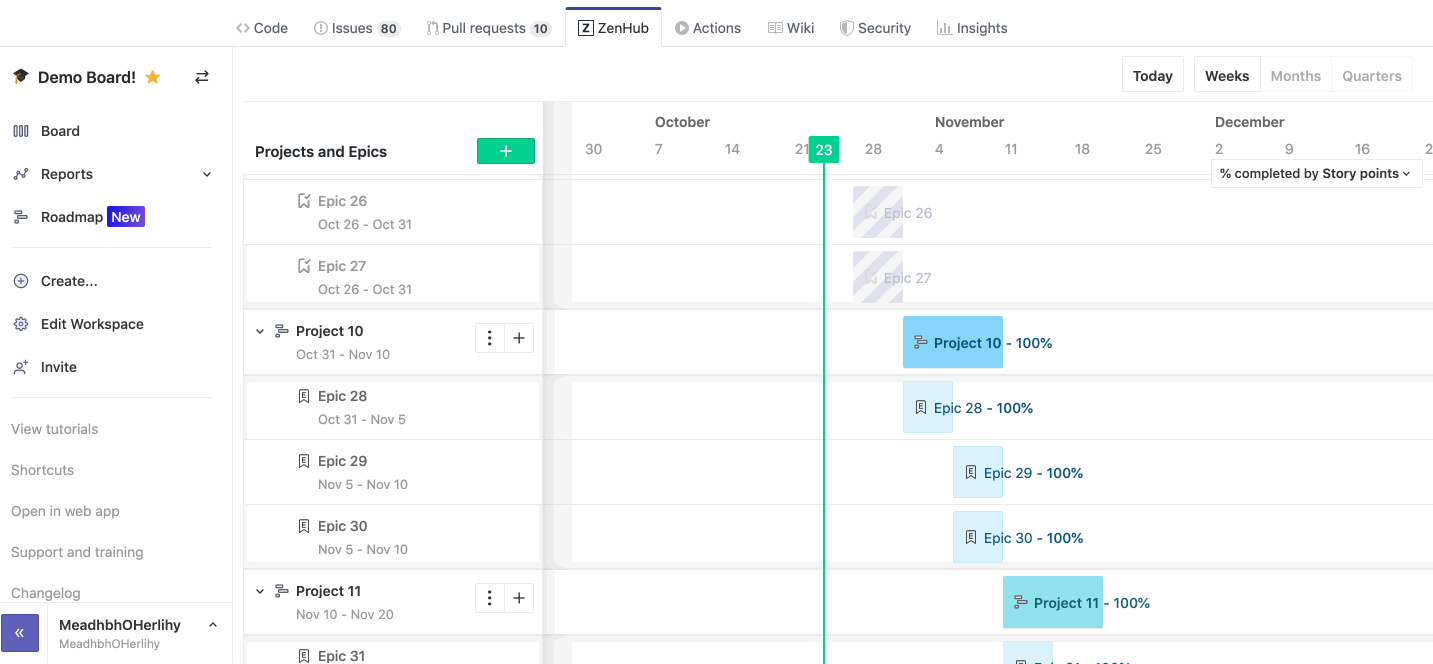 Code
Issues 80
Pull requests 10
Z ZenHub
Actions
Wiki
Security
Insights
Demo Board!
Today
Weeks
Months
Quarters
Board
Reports
Roadmap New
Create...
Edit Workspace
Invite
View tutorials
Shortcuts
Open in web app
Support and training
Changelog
«
MeadhbhOHerlihy
MeadhbhOHerlihy
Projects and Epics
+
October
November
December
30 7 14 21 23 28 4 11 18 25 2 9 16 2
% completed by Story points
Epic 26
Oct 26 - Oct 31
Epic 26
Epic 27
Oct 26 - Oct 31
Epic 27
Project 10
Oct 31 - Nov 10
+
Project 10 - 100%
E Epic 28
Oct 31 - Nov 5
E Epic 28 - 100%
E Epic 29
Nov 5 - Nov 10
E Epic 29 - 100%
E Epic 30
Nov 5 - Nov 10
E Epic 30 - 100%
Project 11
Nov 10 - Nov 20
+
Project 11 - 100%
E Epic 31
Epic 31 - 100%